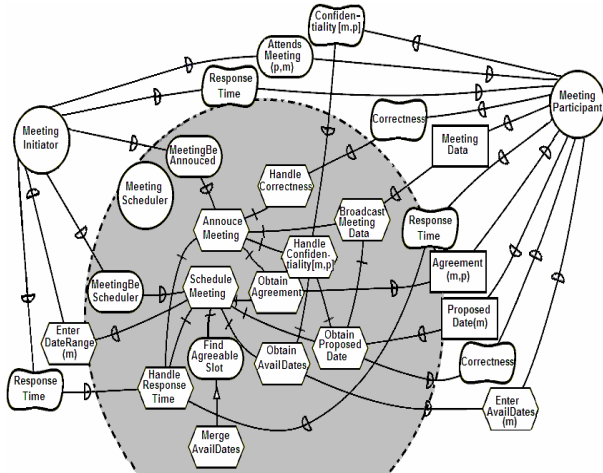 Confiden-
tiality[m,p]
Attends
Meeting
(p,m)
Response
Time
Meeting
Participant
Meeting
Initiator
Correctness
Meeting
Data
MeetingBe
Annouced
Handle
Correctness
Meeting
Scheduler
Annouce
Meeting
Broadcast
Meeting
Data
Response
Time
Handle
Confiden-
tiality[m,p]
Agreement
(m,p)
MeetingBe
Scheduler
Schedule
Meeting
Obtain
Agreement
Proposed
Date(m)
Enter
DateRange
(m)
Find
Agreeable
Slot
Obtain
AvailDates
Obtain
Proposed
Date
Correctness
Response
Time
Handle
Response
Time
Enter
AvailDates
(m)
Merge
AvailDates